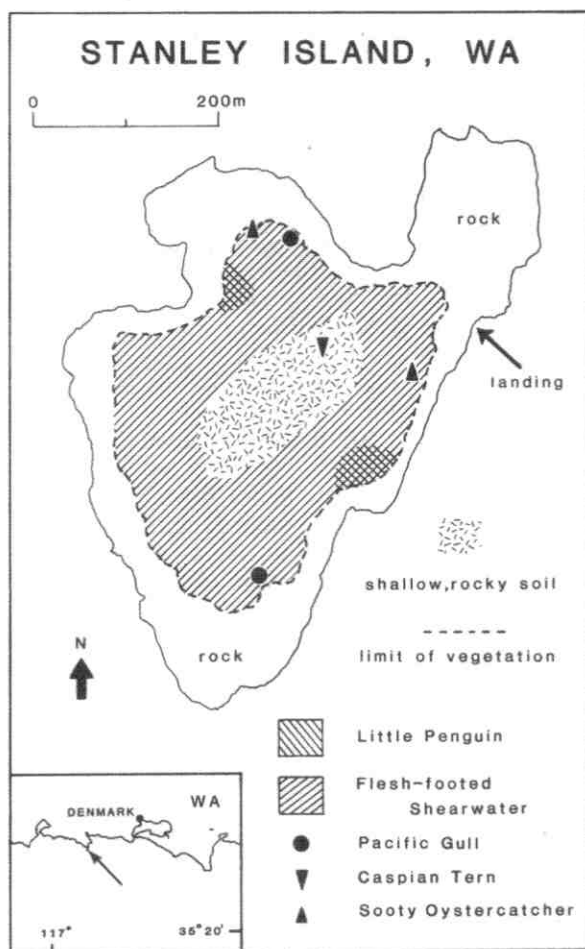 STANLEY ISLAND, WA
0 200m
rock
landing
shallow,rocky soil
limit of vegetation
N
rock
Little Penguin
Flesh-footed
Shearwater
Pacific Gull
Caspian Tern
Sooty Oystercatcher
WA
DENMARK
117°
35°20'